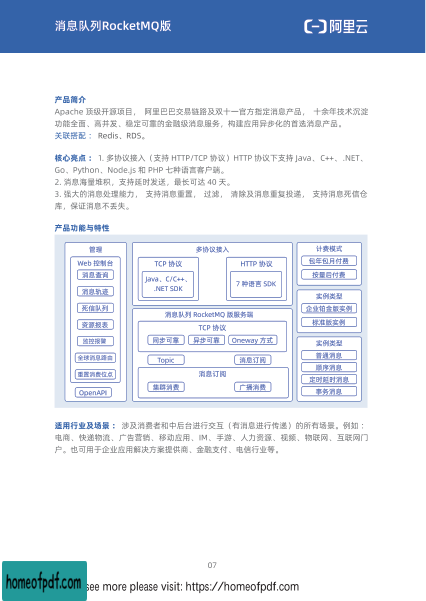 消息队列RocketMQ版
阿里云
产品简介
Apache 顶级开源项目， 阿里巴巴交易链路及双十一官方指定消息产品， 十余年技术沉淀
功能全面、高并发、稳定可靠的金融级消息服务，构建应用异步化的首选消息产品。
关联搭配 ： Redis、RDS。
核心亮点 ： 1. 多协议接入（支持 HTTP/TCP 协议）HTTP 协议下支持 Java、C++、.NET、
Go、Python、Node.js 和 PHP 七种语言客户端。
2. 消息海量堆积，支持延时发送，最长可达 40 天。
3. 强大的消息处理能力， 支持消息重置， 过滤， 清除及消息重复投递， 支持消息死信仓
库，保证消息不丢失。
产品功能与特性
管理
Web 控制台
消息查询
消息轨迹
死信队列
资源报表
监控报警
全球消息路由
重置消费位点
OpenAPI
多协议接入
TCP 协议
Java、C/C++、
.NET SDK
HTTP 协议
7 种语言 SDK
消息队列 RocketMQ 版服务端
TCP 协议
同步可靠
异步可靠
Oneway 方式
Topic
消息订阅
消息订阅
集群消费
广播消费
计费模式
包年包月付费
按量后付费
实例类型
企业铂金版实例
标准版实例
实例类型
普通消息
顺序消息
定时延时消息
事务消息
适用行业及场景 ： 涉及消费者和中后台进行交互（有消息进行传递）的所有场景。例如 ：
电商、快递物流、广告营销、移动应用、IM、手游、人力资源、视频、物联网、互联网门
户。也可用于企业应用解决方案提供商、金融支付、电信行业等。
07
homeofpdf.com
see more please visit: https://homeofpdf.com